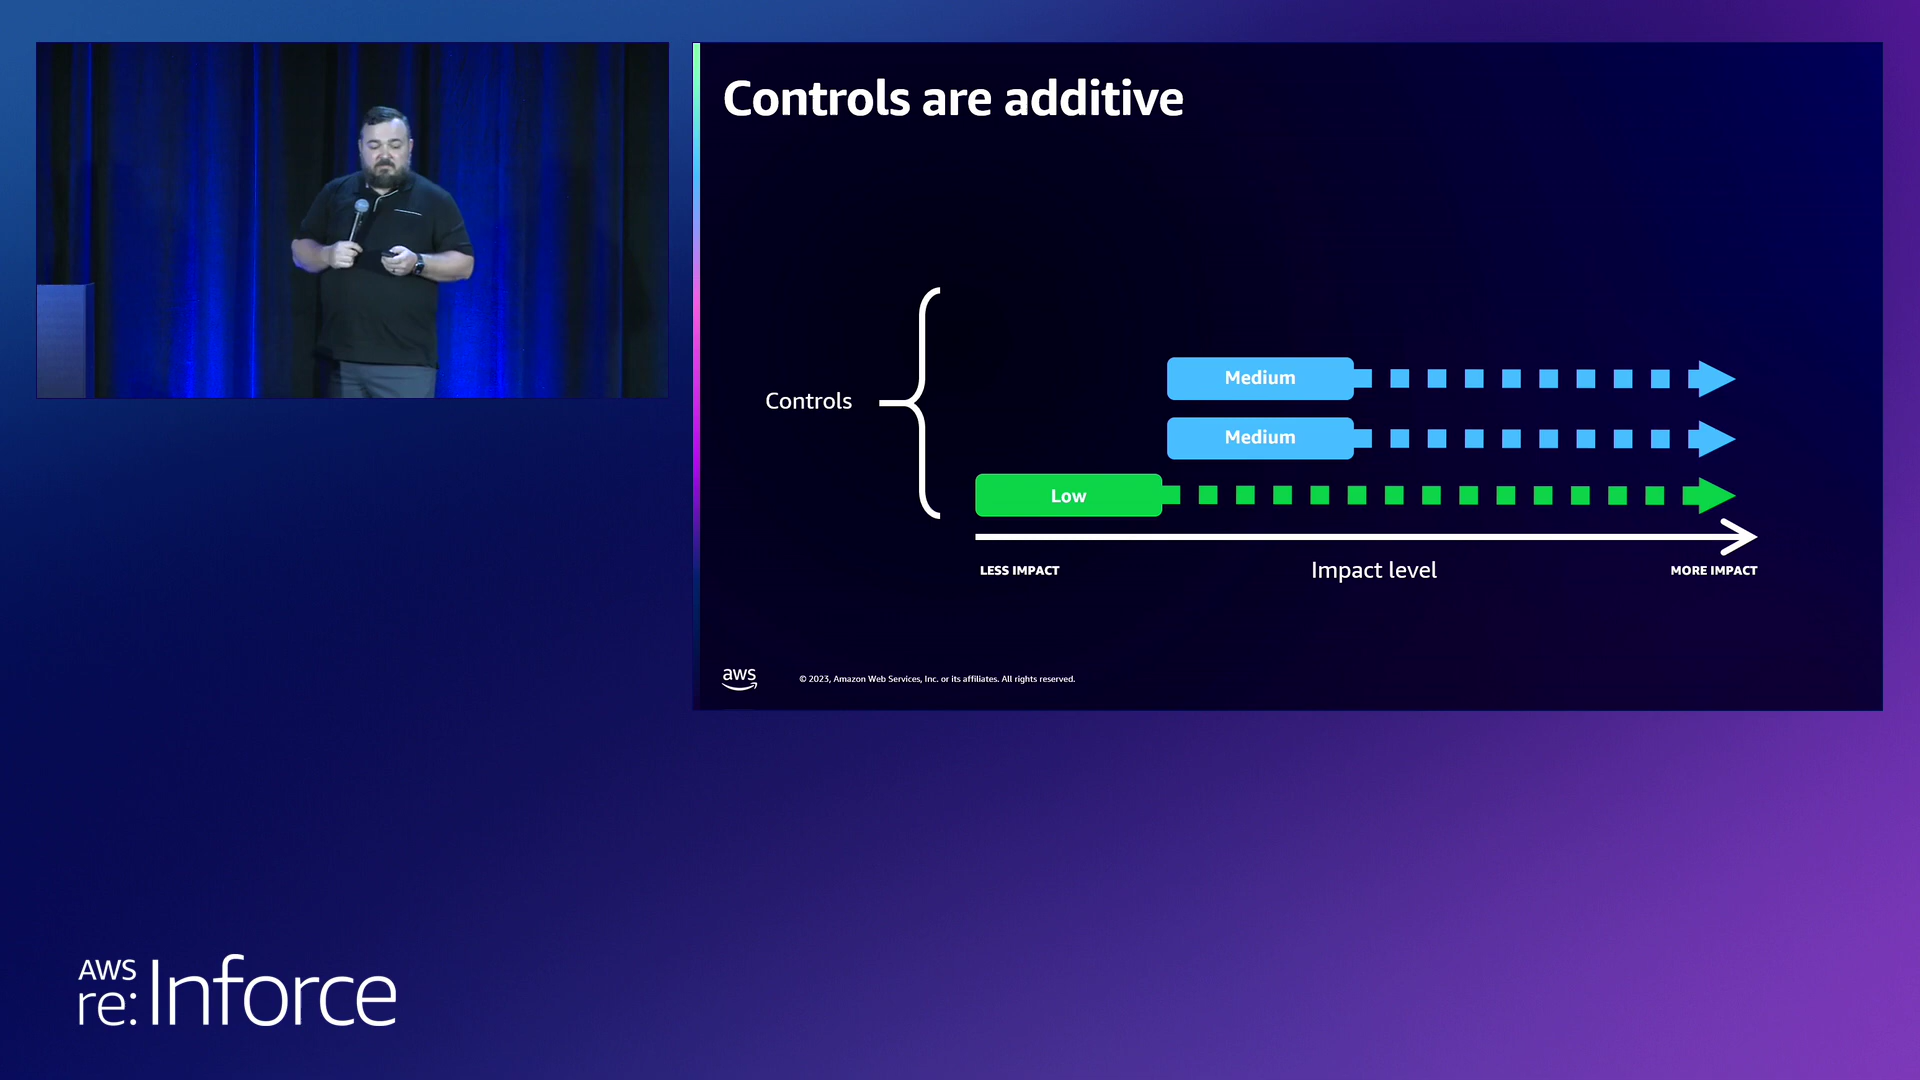 Controls are additive
Controls
Medium
Medium
Low
LESS IMPACT
Impact level
MORE IMPACT
aws
© 2023, Amazon Web Services, Inc. or its affiliates. All rights reserved.
AWS
re:Inforce